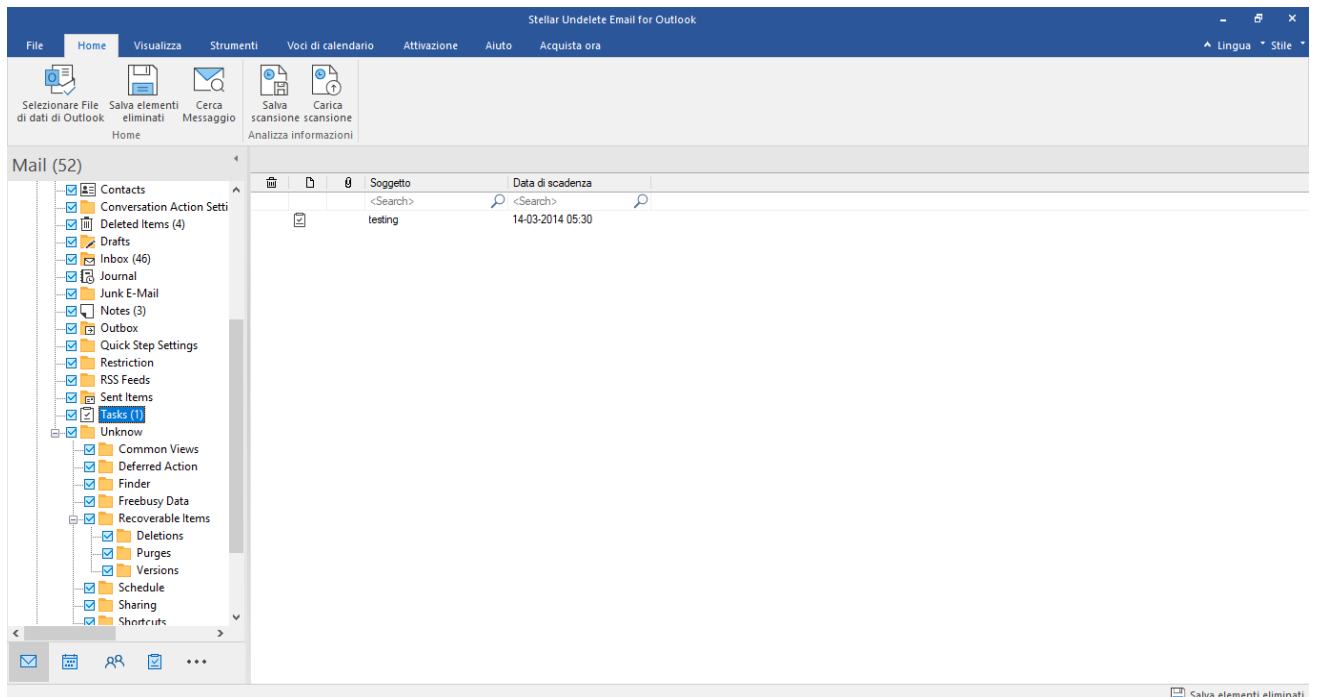 Stellar Undelete Email for Outlook
File Home Visualizza Strumenti Voci di calendario Attivazione Aiuto Acquista ora Lingua Stile
Selezionare File di dati di Outlook
Salva elementi eliminati
Cerca Messaggio
Home
Salva scansione
Carica scansione
Analizza informazioni
Mail (52)
Contacts
Conversation Action Setti
Deleted Items (4)
Drafts
Inbox (46)
Journal
Junk E-Mail
Notes (3)
Outbox
Quick Step Settings
Restriction
RSS Feeds
Sent Items
Tasks (1)
Unknow
Common Views
Deferred Action
Finder
Freebusy Data
Recoverable Items
Deletions
Purges
Versions
Schedule
Sharing
Shortcuts
Soggetto Data di scadenza
<Search> <Search>
testing 14-03-2014 05:30
Salva elementi eliminati